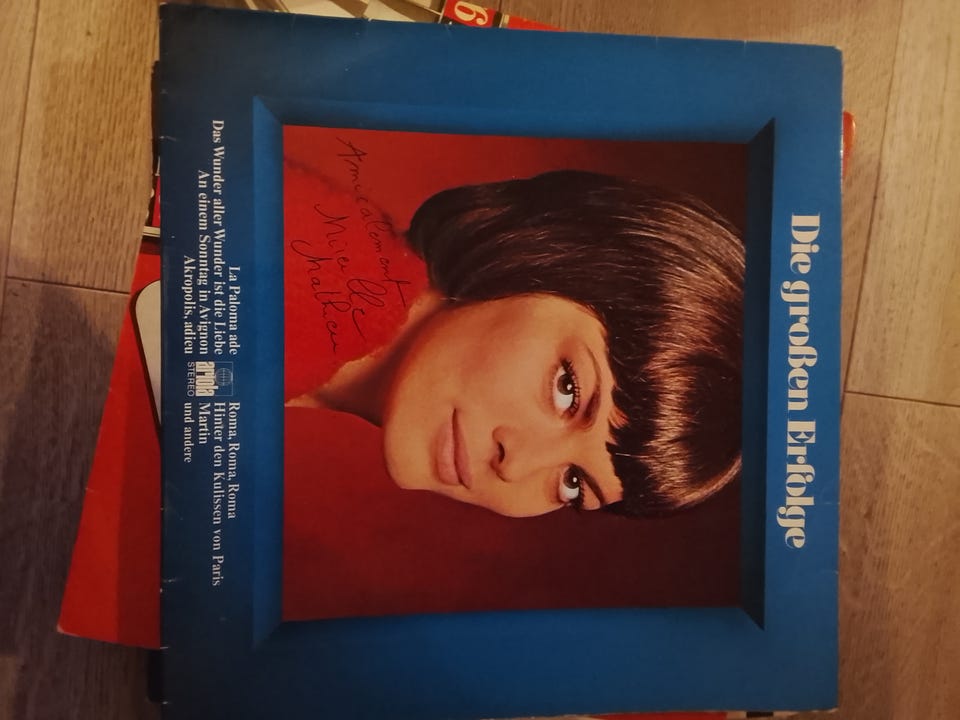 Die großen Erfolge
Amicalement
Mireille
Mathieu
La Paloma ade
Das Wunder aller Wunder ist die Liebe
An einem Sonntag in Avignon
Akropolis, adieu
ariola
STEREO
Roma, Roma, Roma
Hinter den Kulissen von Paris
Martin
und andere
6